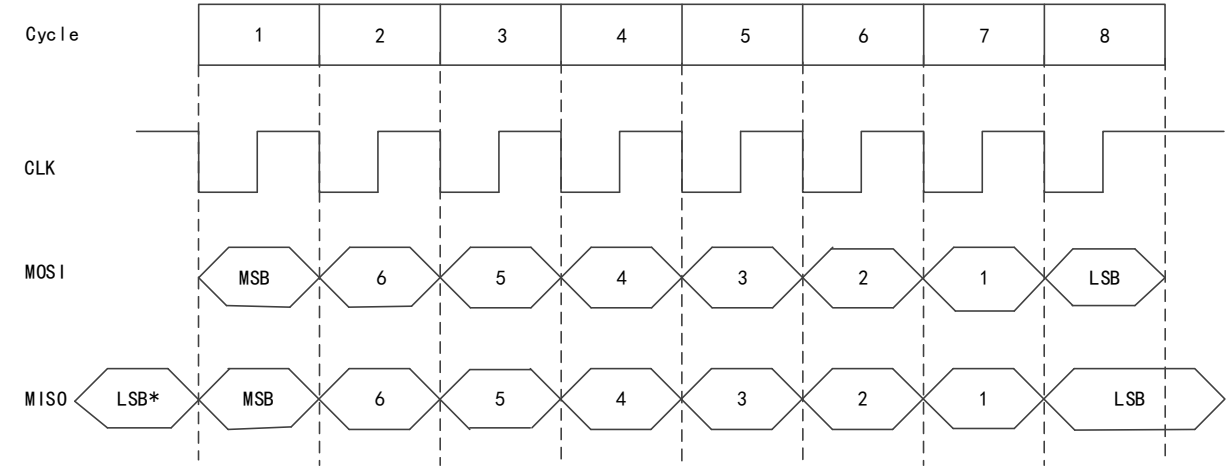 Cycle 1 2 3 4 5 6 7 8
CLK
MOSI MSB 6 5 4 3 2 1 LSB
MISO LSB* MSB 6 5 4 3 2 1 LSB